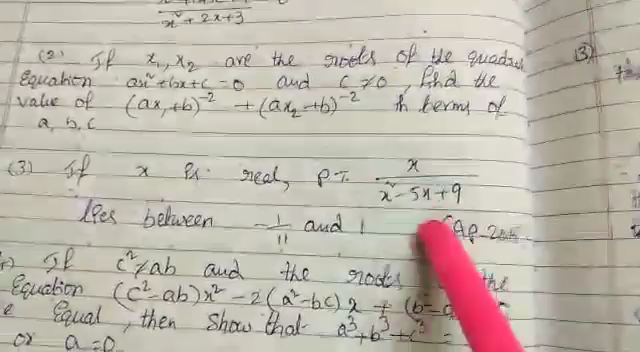 x² + 2x + 3
(2) If x₁, x₂ are the roots of the quadratic
Equation ax² + bx + c = 0 and c ≠ 0, find the
value of (ax₁ + b)⁻² + (ax₂ + b)⁻² in terms of
a, b, c
(3)
(3) If x is real, P.T. x / x² - 5x + 9
lies between -1/11 and 1
If c² ≠ ab and the roots the
Equation (c² - ab)x² - 2(a² - bc)x + (b²
Equal, then show that a³ + b³ + c³ =
or a = 0